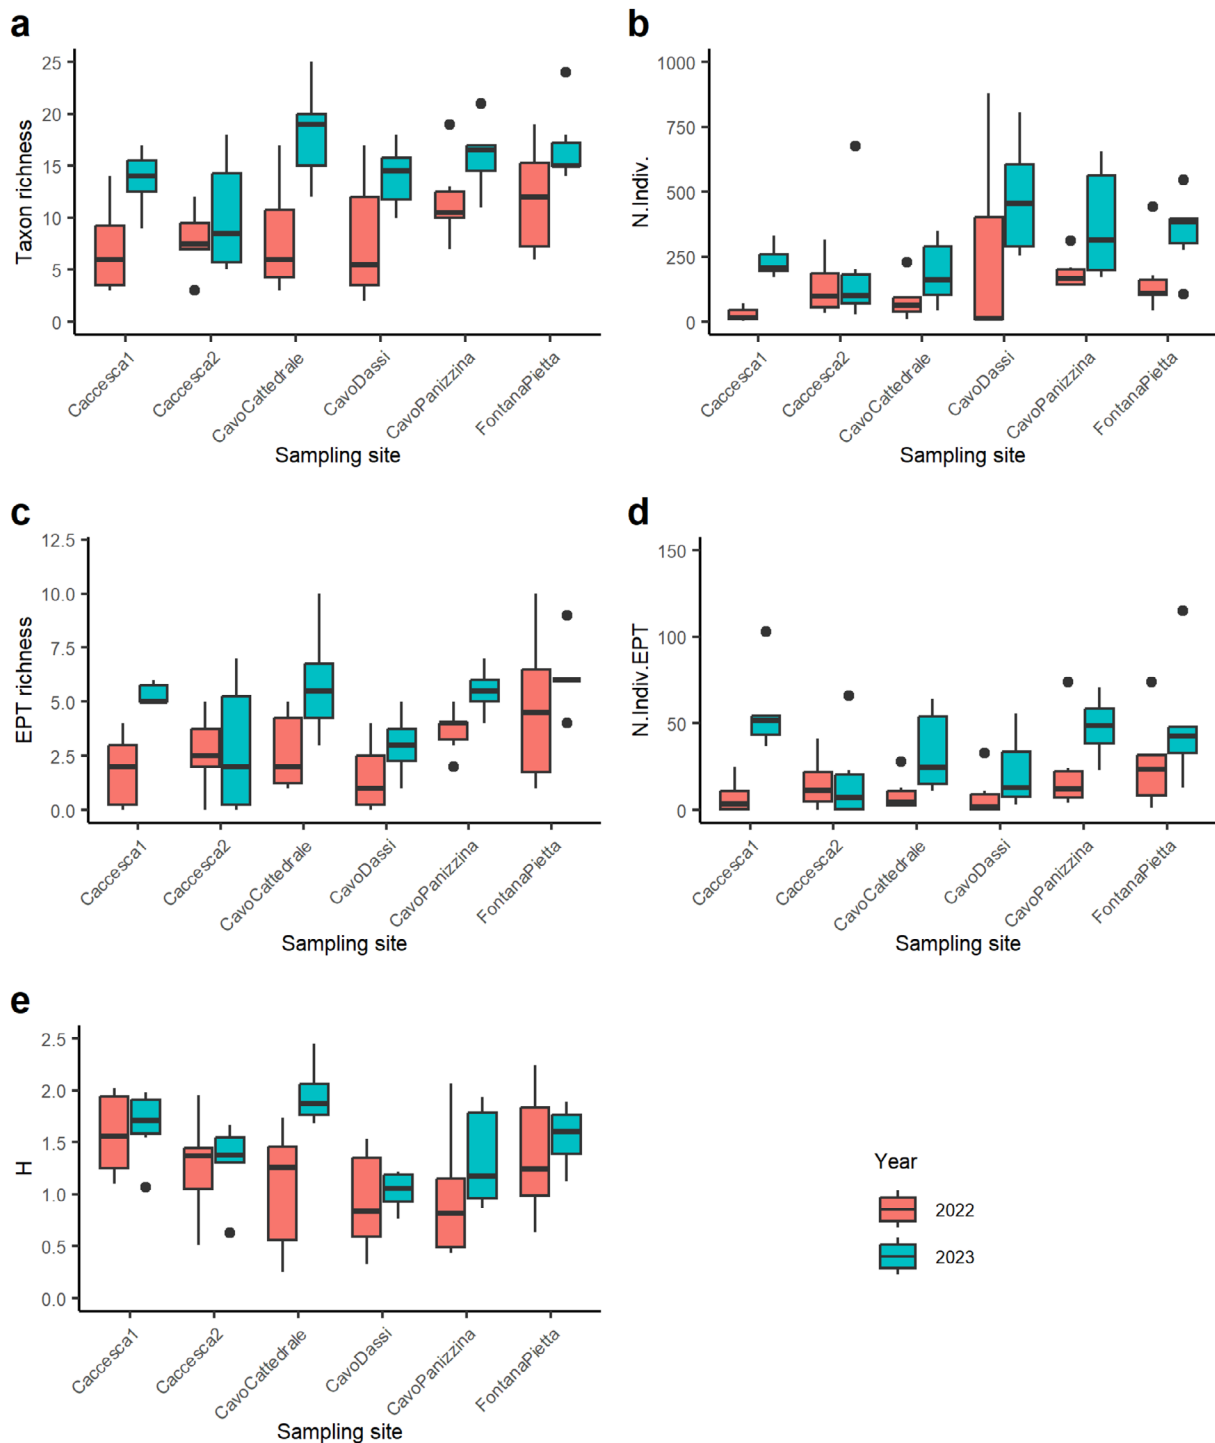 a
Taxon richness
25
20
15
10
5
0
Caccesca1
Caccesca2
CavoCattedrale
CavoDassi
CavoPanizzina
FontanaPietta
Sampling site
b
N.Indiv.
1000
750
500
250
0
Caccesca1
Caccesca2
CavoCattedrale
CavoDassi
CavoPanizzina
FontanaPietta
Sampling site
c
EPT richness
12.5
10.0
7.5
5.0
2.5
0.0
Caccesca1
Caccesca2
CavoCattedrale
CavoDassi
CavoPanizzina
FontanaPietta
Sampling site
d
N.Indiv.EPT
150
100
50
0
Caccesca1
Caccesca2
CavoCattedrale
CavoDassi
CavoPanizzina
FontanaPietta
Sampling site
e
H
2.5
2.0
1.5
1.0
0.5
0.0
Caccesca1
Caccesca2
CavoCattedrale
CavoDassi
CavoPanizzina
FontanaPietta
Sampling site
Year
2022
2023